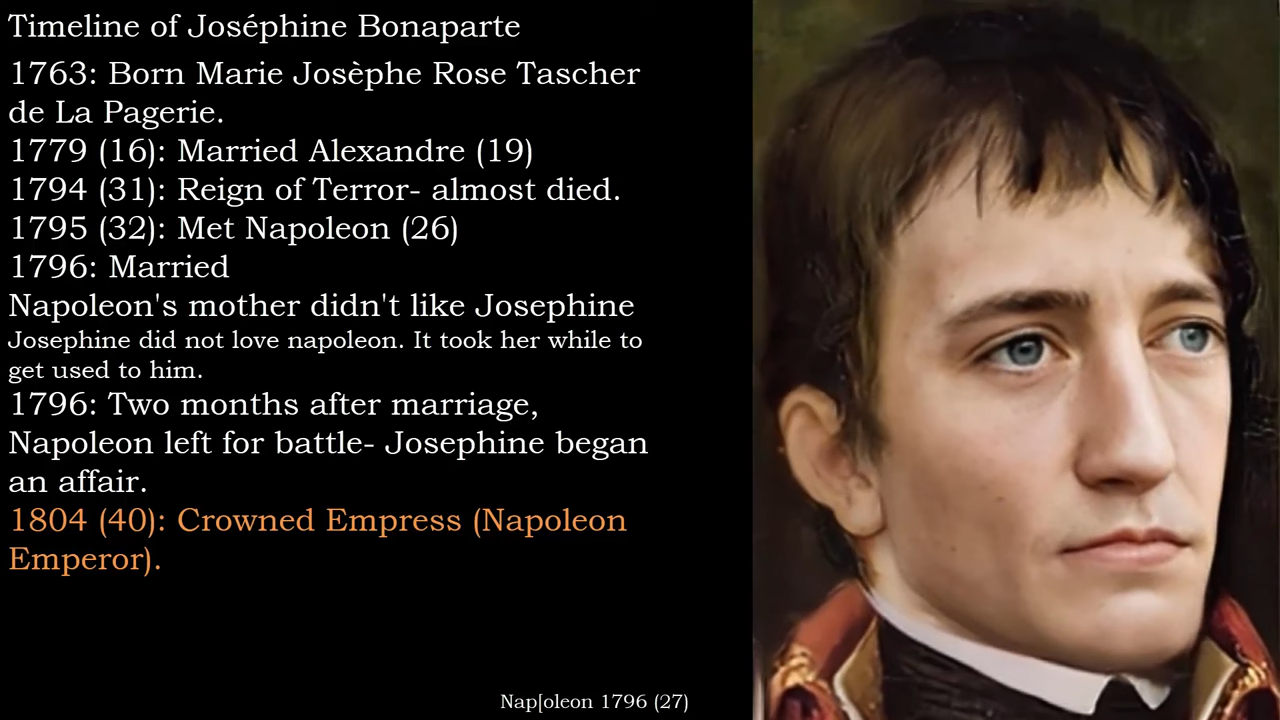 Timeline of Joséphine Bonaparte
1763: Born Marie Josèphe Rose Tascher
de La Pagerie.
1779 (16): Married Alexandre (19)
1794 (31): Reign of Terror- almost died.
1795 (32): Met Napoleon (26)
1796: Married
Napoleon's mother didn't like Josephine
Josephine did not love napoleon. It took her while to
get used to him.
1796: Two months after marriage,
Napoleon left for battle- Josephine began
an affair.
1804 (40): Crowned Empress (Napoleon
Emperor).
Nap[oleon 1796 (27)